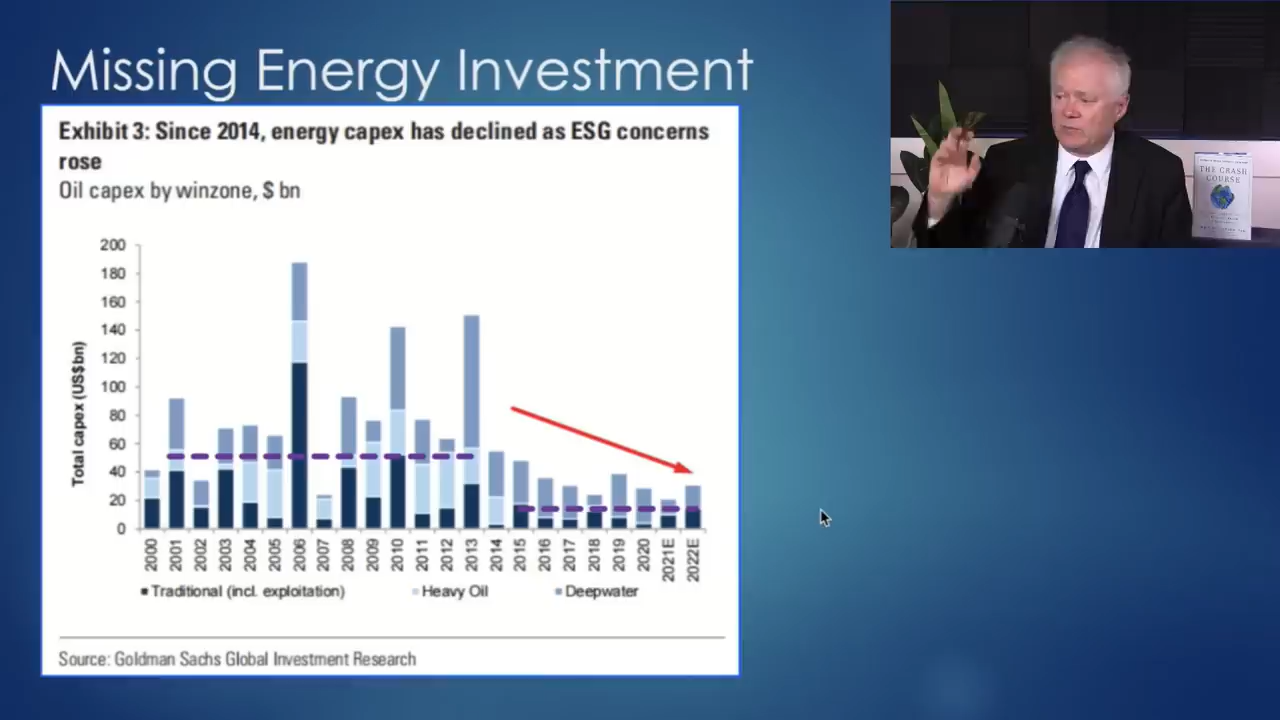 Missing Energy Investment
Exhibit 3: Since 2014, energy capex has declined as ESG concerns
rose
Oil capex by winzone, $ bn
Total capex (US$bn)
200
180
160
140
120
100
80
60
40
20
0
2000
2001
2002
2003
2004
2005
2006
2007
2008
2009
2010
2011
2012
2013
2014
2015
2016
2017
2018
2019
2020
2021E
2022E
Traditional (incl. exploitation)
Heavy Oil
Deepwater
Source: Goldman Sachs Global Investment Research
THE CRASH
COURSE